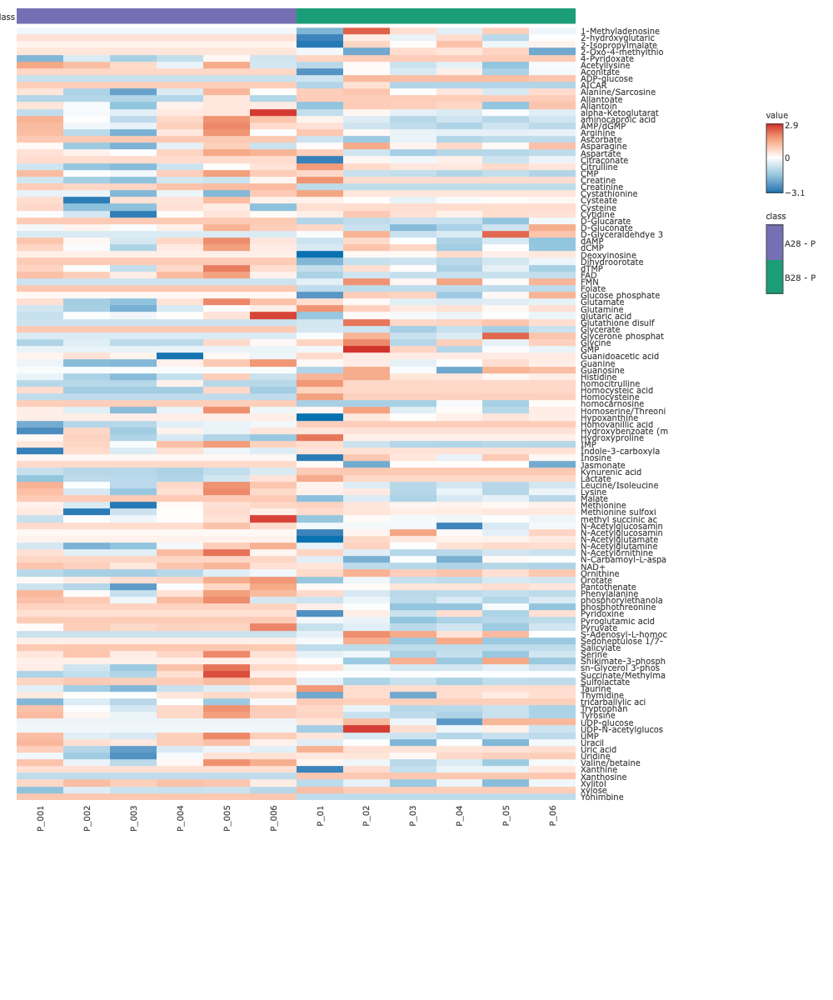 lass
1-Methyladenosine
2-hydroxyglutaric
2-Isopropylmalate
2-Oxo-4-methylthio
4-Pyridoxate
Acetyllysine
Aconitate
ADP-glucose
AICAR
Alanine/Sarcosine
Allantoate
Allantoin
alpha-Ketoglutarat
aminocaproic acid
AMP/dGMP
Arginine
Ascorbate
Asparagine
Aspartate
Citraconate
Citrulline
CMP
Creatine
Creatinine
Cystathionine
Cysteate
Cysteine
Cytidine
D-Glucarate
D-Gluconate
D-Glyceraldehdye 3
dAMP
dCMP
Deoxyinosine
Dihydroorotate
dTMP
FAD
FMN
Folate
Glucose phosphate
Glutamate
Glutamine
glutaric acid
Glutathione disulf
Glycerate
Glycerone phosphat
Glycine
GMP
Guanidoacetic acid
Guanine
Guanosine
Histidine
homocitrulline
Homocysteic acid
Homocysteine
homocarnosine
Homoserine/Threoni
Hypoxanthine
Homovanillic acid
Hydroxybenzoate (m
Hydroxyproline
IMP
Indole-3-carboxyla
Inosine
Jasmonate
Kynurenic acid
Lactate
Leucine/Isoleucine
Lysine
Malate
Methionine
Methionine sulfoxi
methyl succinic ac
N-Acetylglucosamin
N-Acetylglucosamin
N-Acetylglutamate
N-Acetylglutamine
N-Acetylornithine
N-Carbamoyl-L-aspa
NAD+
Ornithine
Orotate
Pantothenate
Phenylalanine
phosphorylethanola
phosphothreonine
Pyridoxine
Pyroglutamic acid
Pyruvate
S-Adenosyl-L-homoc
Sedoheptulose 1/7-
Salicylate
Serine
Shikimate-3-phosph
sn-Glycerol 3-phos
Succinate/Methylma
Sulfolactate
Taurine
Thymidine
tricarballylic aci
Tryptophan
Tyrosine
UDP-glucose
UDP-N-acetylglucos
UMP
Uracil
Uric acid
Uridine
Valine/betaine
Xanthine
Xanthosine
Xylitol
xylose
Yohimbine
P_001
P_002
P_003
P_004
P_005
P_006
P_01
P_02
P_03
P_04
P_05
P_06
value
2.9
0
−3.1
class
A28 - P
B28 - P